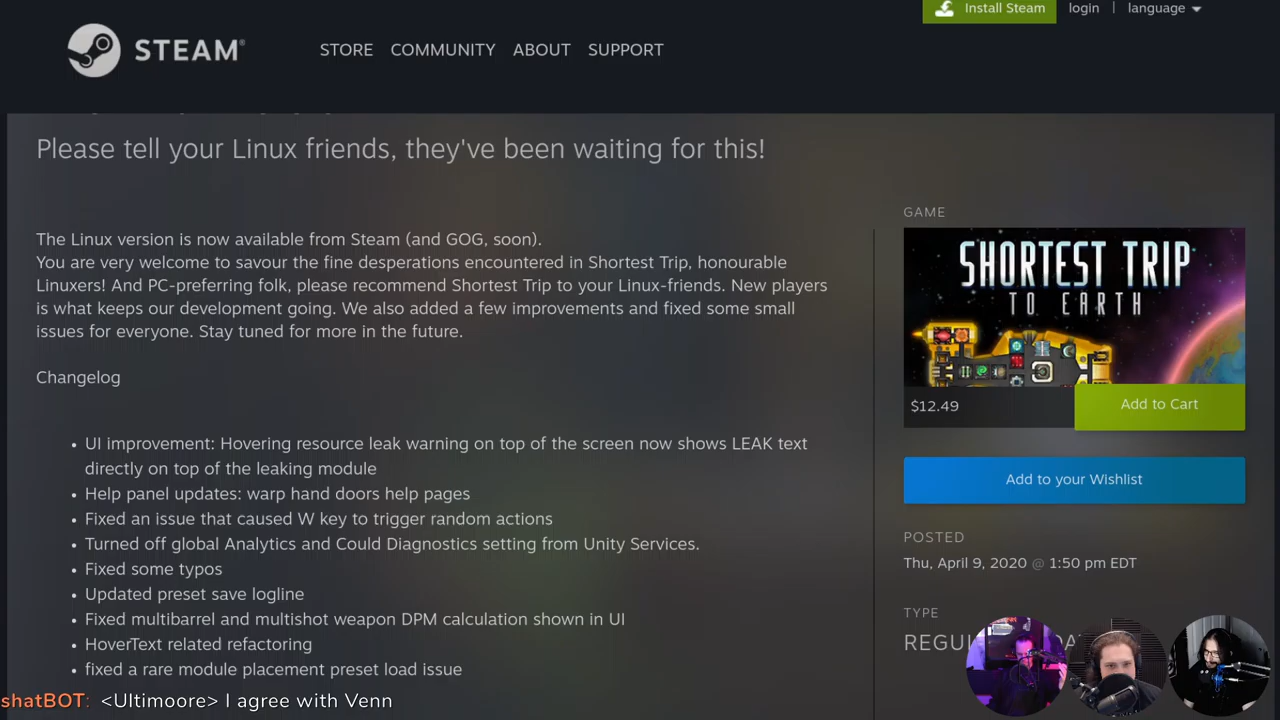 Install Steam
login
language
STEAM®
STORE
COMMUNITY
ABOUT
SUPPORT
Please tell your Linux friends, they've been waiting for this!
The Linux version is now available from Steam (and GOG, soon).
You are very welcome to savour the fine desperations encountered in Shortest Trip, honourable
Linuxers! And PC-preferring folk, please recommend Shortest Trip to your Linux-friends. New players
is what keeps our development going. We also added a few improvements and fixed some small
issues for everyone. Stay tuned for more in the future.
Changelog
• UI improvement: Hovering resource leak warning on top of the screen now shows LEAK text
directly on top of the leaking module
• Help panel updates: warp hand doors help pages
• Fixed an issue that caused W key to trigger random actions
• Turned off global Analytics and Could Diagnostics setting from Unity Services.
• Fixed some typos
• Updated preset save logline
• Fixed multibarrel and multishot weapon DPM calculation shown in UI
• HoverText related refactoring
• fixed a rare module placement preset load issue
GAME
SHORTEST TRIP
TO EARTH
$12.49
Add to Cart
Add to your Wishlist
POSTED
Thu, April 9, 2020 @ 1:50 pm EDT
TYPE
shatBOT: <Ultimoore> I agree with Venn